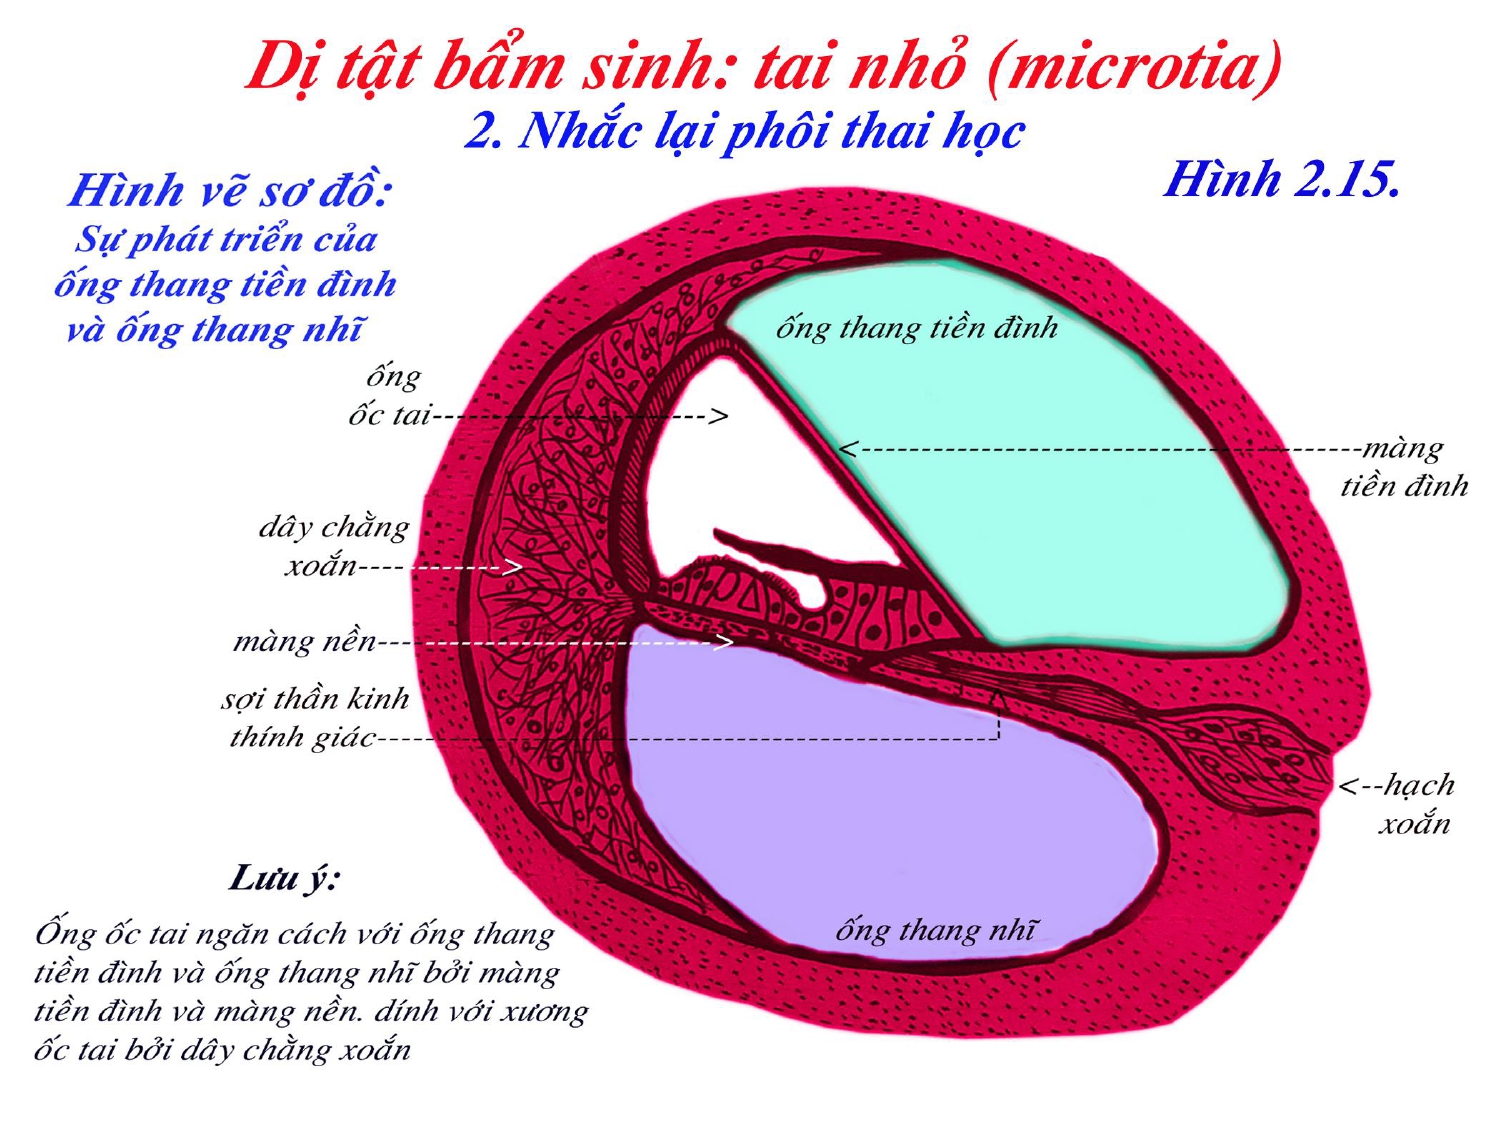 Dị tật bẩm sinh: tai nhỏ (microtia)
2. Nhắc lại phôi thai học
Hình 2.15.
Hình vẽ sơ đồ:
Sự phát triển của
ống thang tiền đình
và ống thang nhĩ
ống thang tiền đình
ống
ốc tai
màng
tiền đình
dây chằng
xoắn
màng nền
sợi thần kinh
thính giác
hạch
xoắn
ống thang nhĩ
Lưu ý:
Ống ốc tai ngăn cách với ống thang
tiền đình và ống thang nhĩ bởi màng
tiền đình và màng nền. dính với xương
ốc tai bởi dây chằng xoắn